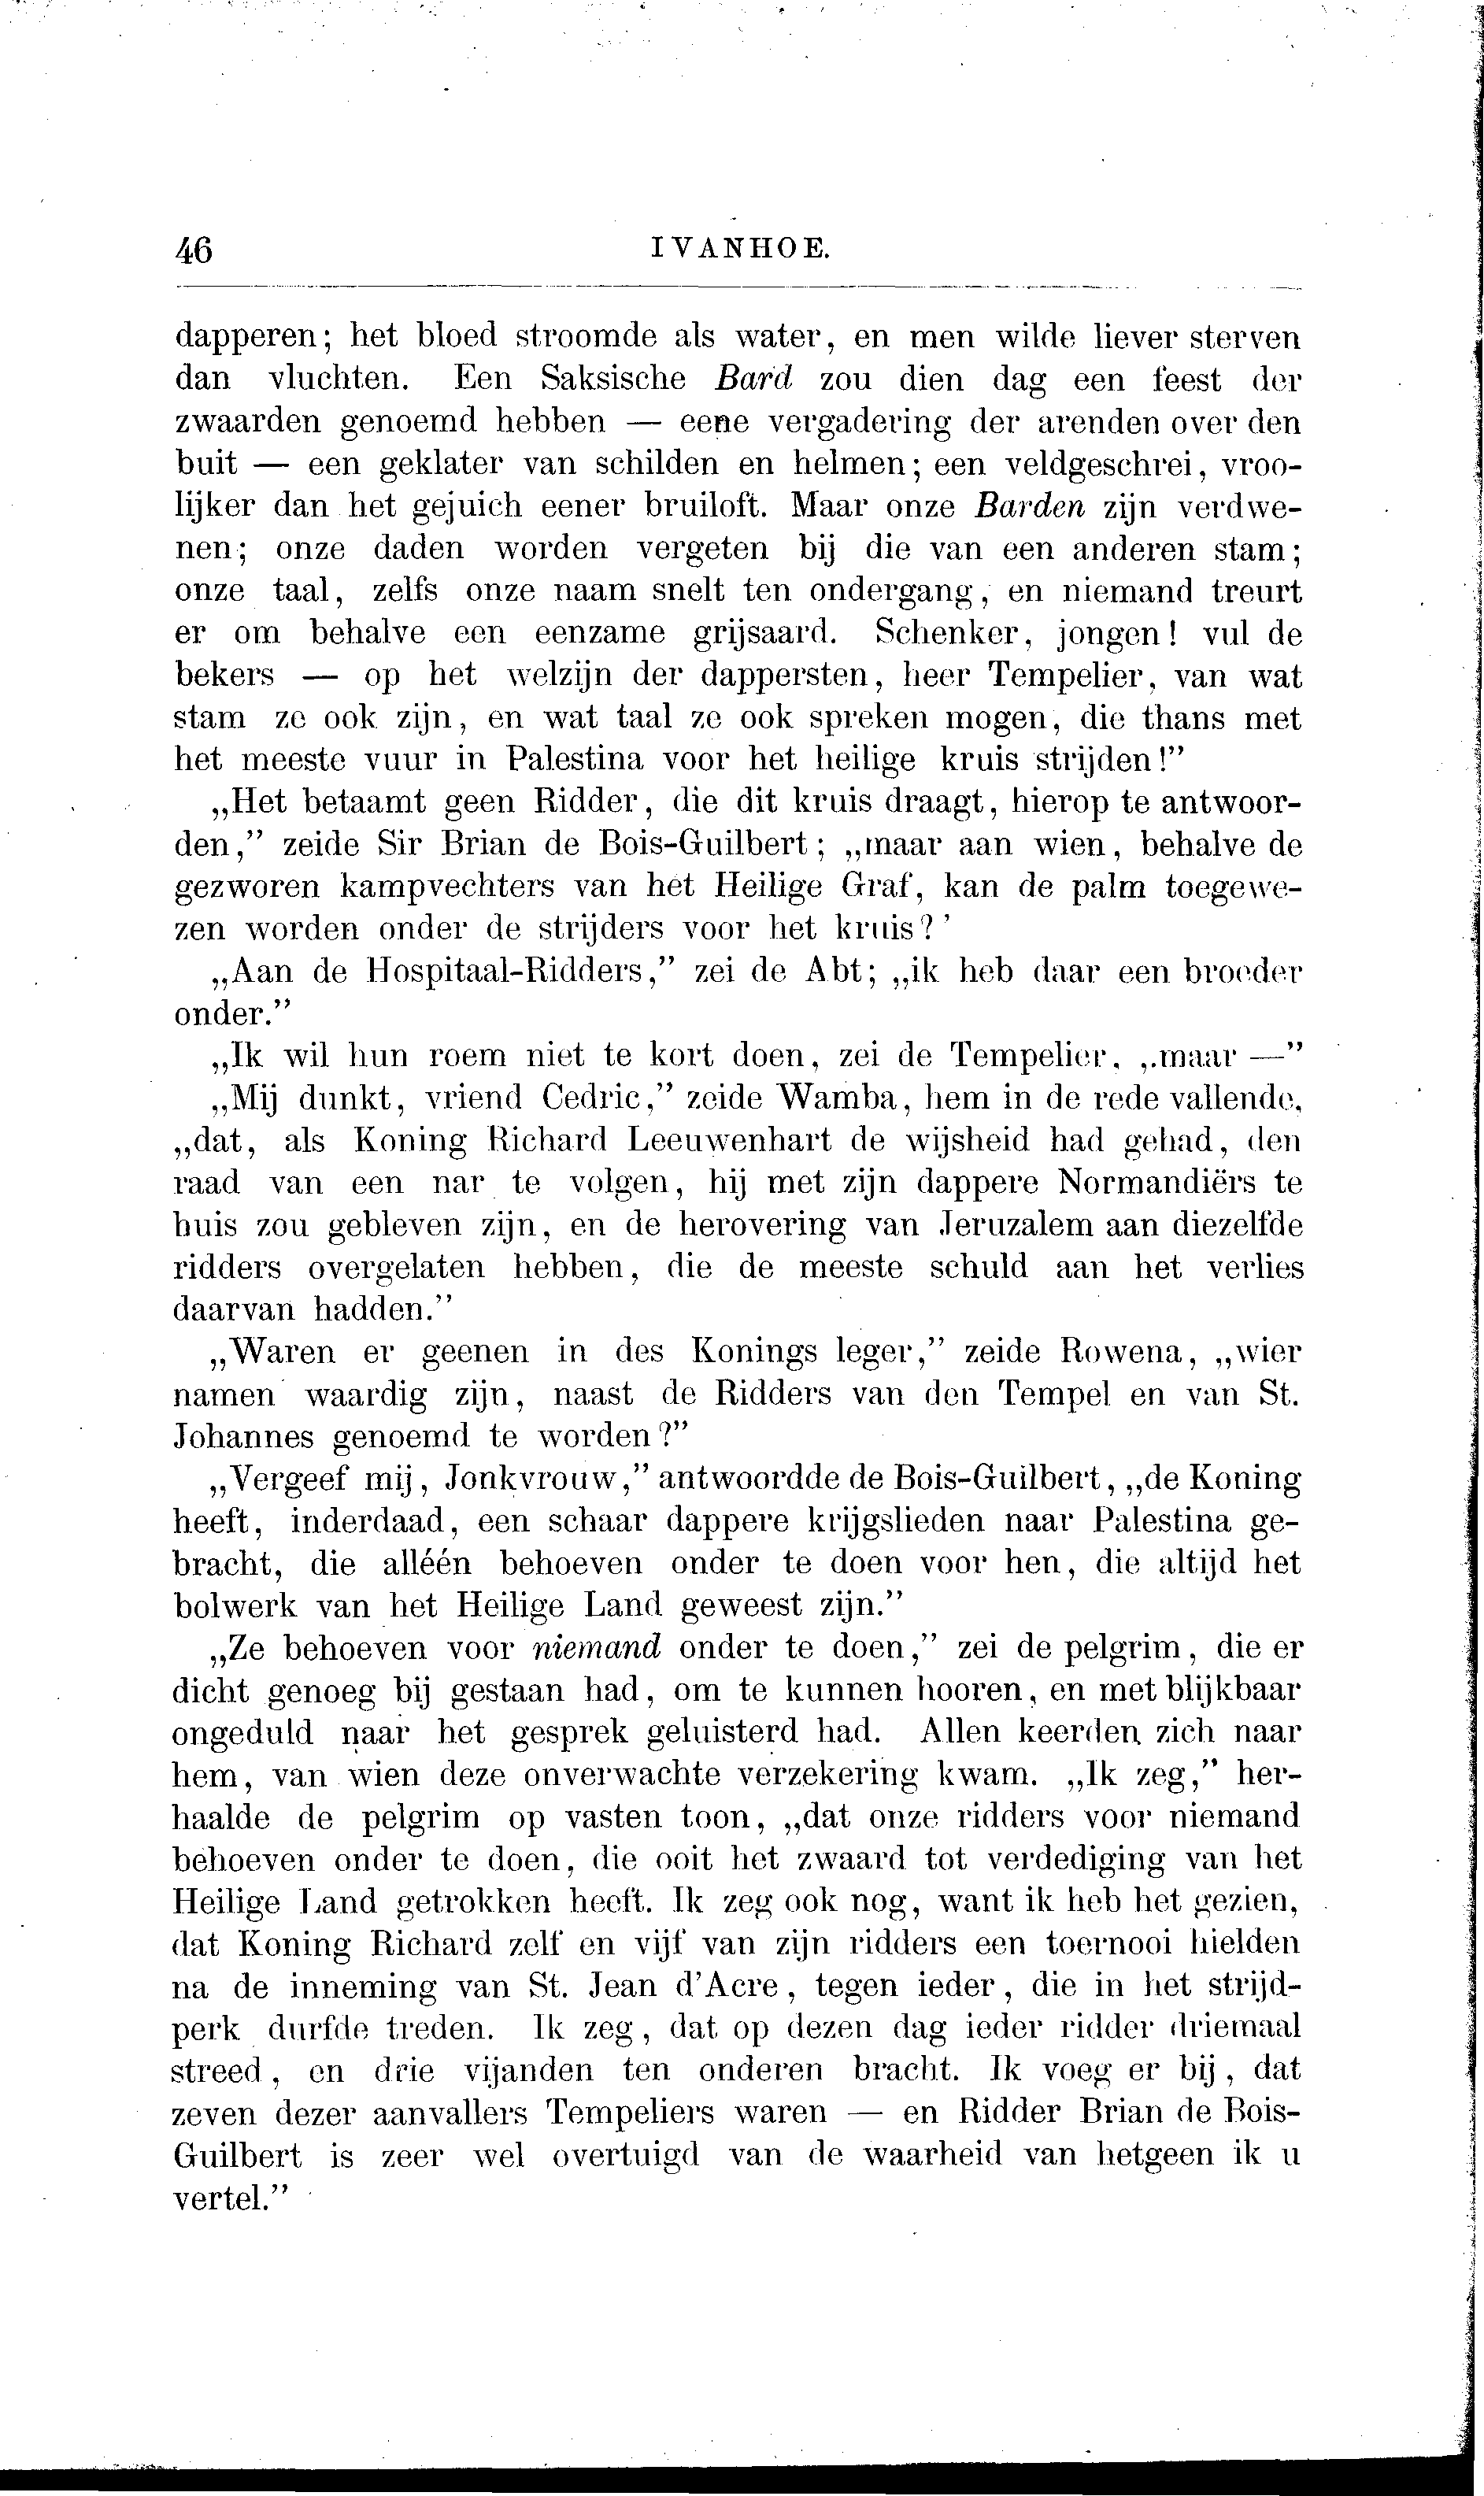 46
IVANHOE.
dapperen; het bloed stroomde als water, en men wilde liever sterven
dan vluchten. Een Saksische Bard zou dien dag een feest der
zwaarden genoemd hebben — eene vergadering der arenden over den
buit — een geklater van schilden en helmen; een veldgeschrei, vroo-
lijker dan het gejuich eener bruiloft. Maar onze Barden zijn verdwe-
nen; onze daden worden vergeten bij die van een anderen stam;
onze taal, zelfs onze naam snelt ten ondergang, en niemand treurt
er om behalve een eenzame grijsaard. Schenker, jongen! vul de
bekers — op het welzijn der dappersten, heer Tempelier, van wat
stam ze ook zijn, en wat taal ze ook spreken mogen, die thans met
het meeste vuur in Palestina voor het heilige kruis strijden!”
„Het betaamt geen Ridder, die dit kruis draagt, hierop te antwoor-
den,” zeide Sir Brian de Bois-Guilbert; „maar aan wien, behalve de
gezworen kampvechters van het Heilige Graf, kan de palm toegewe-
zen worden onder de strijders voor het kruis?’
„Aan de Hospitaal-Ridders,” zei de Abt; „ik heb daar een broeder
onder.”
„Ik wil hun roem niet te kort doen, zei de Tempelier, „maar —”
„Mij dunkt, vriend Cedric,” zeide Wamba, hem in de rede vallende,
„dat, als Koning Richard Leeuwenhart de wijsheid had gehad, den
raad van een nar te volgen, hij met zijn dappere Normandiërs te
huis zou gebleven zijn, en de herovering van Jeruzalem aan diezelfde
ridders overgelaten hebben, die de meeste schuld aan het verlies
daarvan hadden.”
„Waren er geenen in des Konings leger,” zeide Rowena, „wier
namen waardig zijn, naast de Ridders van den Tempel en van St.
Johannes genoemd te worden?”
„Vergeef mij, Jonkvrouw,” antwoordde de Bois-Guilbert, „de Koning
heeft, inderdaad, een schaar dappere krijgslieden naar Palestina ge-
bracht, die alléén behoeven onder te doen voor hen, die altijd het
bolwerk van het Heilige Land geweest zijn.”
„Ze behoeven voor niemand onder te doen,” zei de pelgrim, die er
dicht genoeg bij gestaan had, om te kunnen hooren, en met blijkbaar
ongeduld naar het gesprek geluisterd had. Allen keerden zich naar
hem, van wien deze onverwachte verzekering kwam. „Ik zeg,” her-
haalde de pelgrim op vasten toon, „dat onze ridders voor niemand
behoeven onder te doen, die ooit het zwaard tot verdediging van het
Heilige Land getrokken heeft. Ik zeg ook nog, want ik heb het gezien,
dat Koning Richard zelf en vijf van zijn ridders een toernooi hielden
na de inneming van St. Jean d’Acre, tegen ieder, die in het strijd-
perk durfde treden. Ik zeg, dat op dezen dag ieder ridder driemaal
streed, en drie vijanden ten onderen bracht. Ik voeg er bij, dat
zeven dezer aanvallers Tempeliers waren — en Ridder Brian de Bois-
Guilbert is zeer wel overtuigd van de waarheid van hetgeen ik u
vertel.”